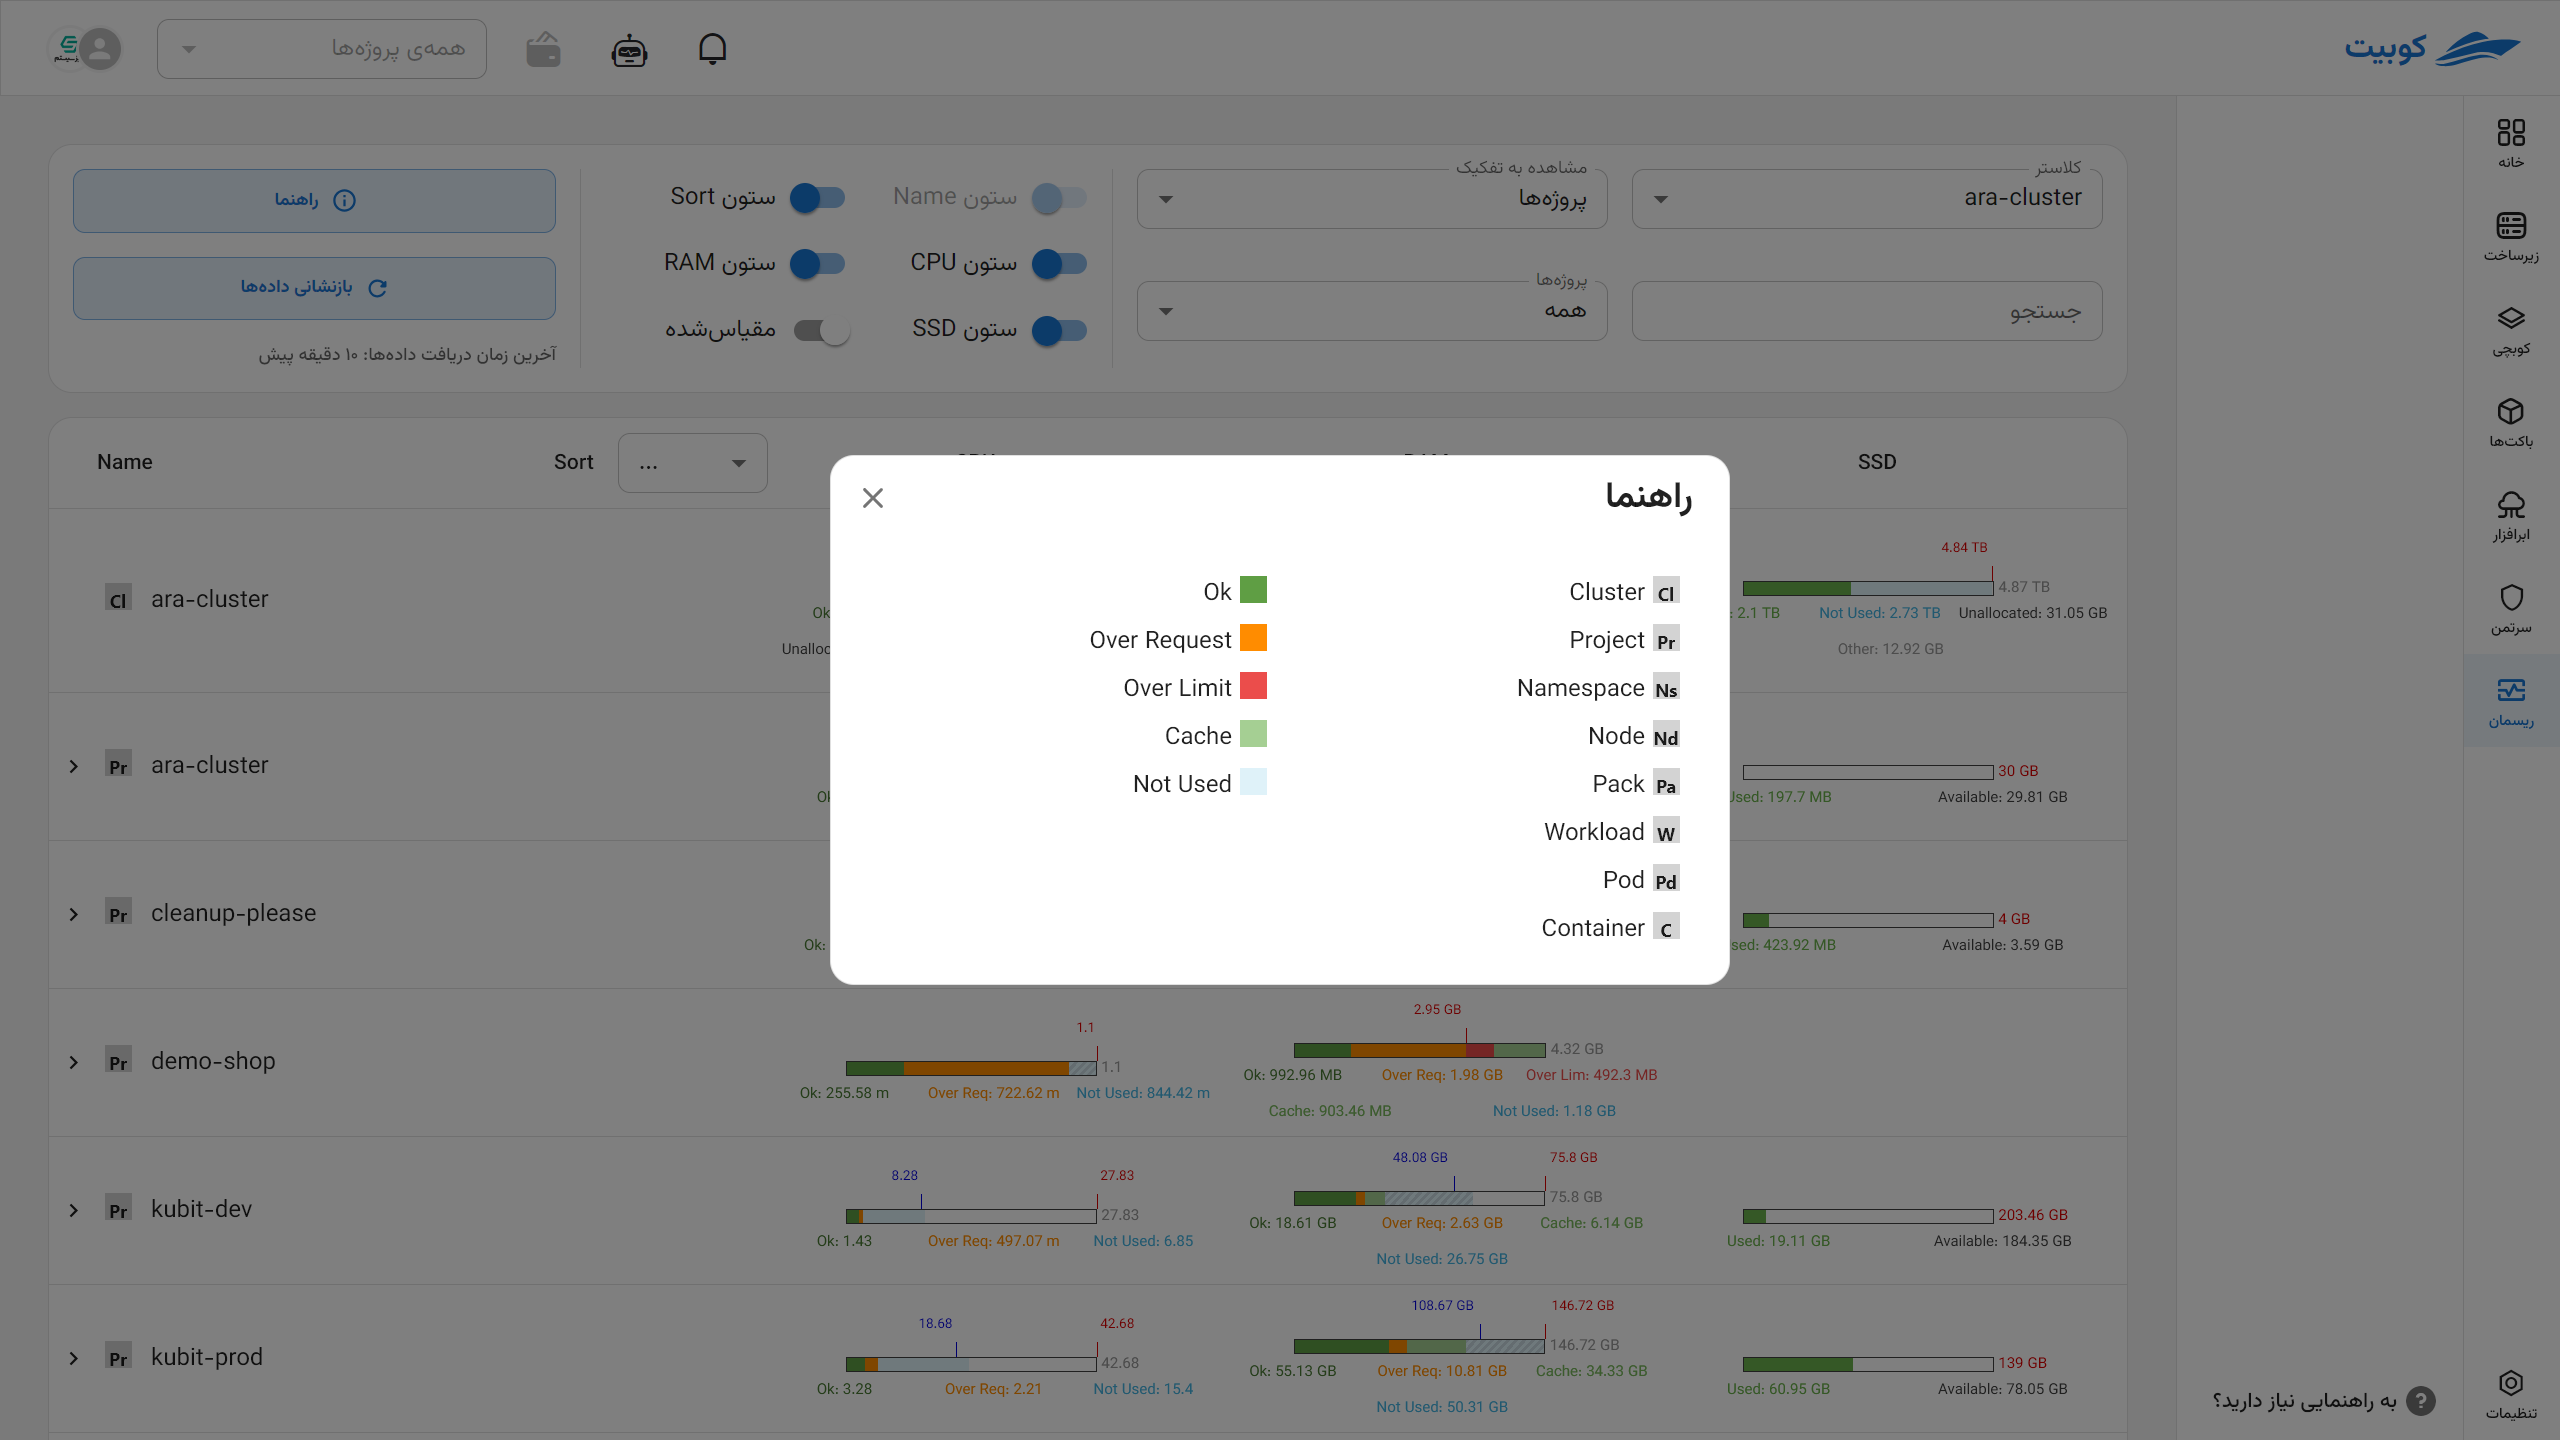 کوبیت
همه‌ی پروژه‌ها
خانه
زیرساخت
کوبچی
باکت‌ها
ابرافزار
سرتمن
ریسمان
تنظیمات
به راهنمایی نیاز دارید؟
کلاستر
ara-cluster
مشاهده به تفکیک
پروژه‌ها
جستجو
پروژه‌ها
همه
ستون Name
ستون Sort
ستون CPU
ستون RAM
ستون SSD
مقیاس‌شده
راهنما
بازنشانی داده‌ها
آخرین زمان دریافت داده‌ها: ۱۰ دقیقه پیش
Name
Sort
...
SSD
راهنما
Cluster Cl
Project Pr
Namespace Ns
Node Nd
Pack Pa
Workload W
Pod Pd
Container C
Ok
Over Request
Over Limit
Cache
Not Used
Cl ara-cluster
Ok
4.84 TB
4.87 TB
: 2.1 TB
Not Used: 2.73 TB
Unallocated: 31.05 GB
Other: 12.92 GB
Pr ara-cluster
30 GB
Used: 197.7 MB
Available: 29.81 GB
Pr cleanup-please
Ok:
4 GB
sed: 423.92 MB
Available: 3.59 GB
Pr demo-shop
1.1
1.1
Ok: 255.58 m
Over Req: 722.62 m
Not Used: 844.42 m
2.95 GB
4.32 GB
Ok: 992.96 MB
Over Req: 1.98 GB
Over Lim: 492.3 MB
Cache: 903.46 MB
Not Used: 1.18 GB
Pr kubit-dev
8.28
27.83
27.83
Ok: 1.43
Over Req: 497.07 m
Not Used: 6.85
48.08 GB
75.8 GB
75.8 GB
Ok: 18.61 GB
Over Req: 2.63 GB
Cache: 6.14 GB
Not Used: 26.75 GB
203.46 GB
Used: 19.11 GB
Available: 184.35 GB
Pr kubit-prod
18.68
42.68
42.68
Ok: 3.28
Over Req: 2.21
Not Used: 15.4
108.67 GB
146.72 GB
146.72 GB
Ok: 55.13 GB
Over Req: 10.81 GB
Cache: 34.33 GB
Not Used: 50.31 GB
139 GB
Used: 60.95 GB
Available: 78.05 GB